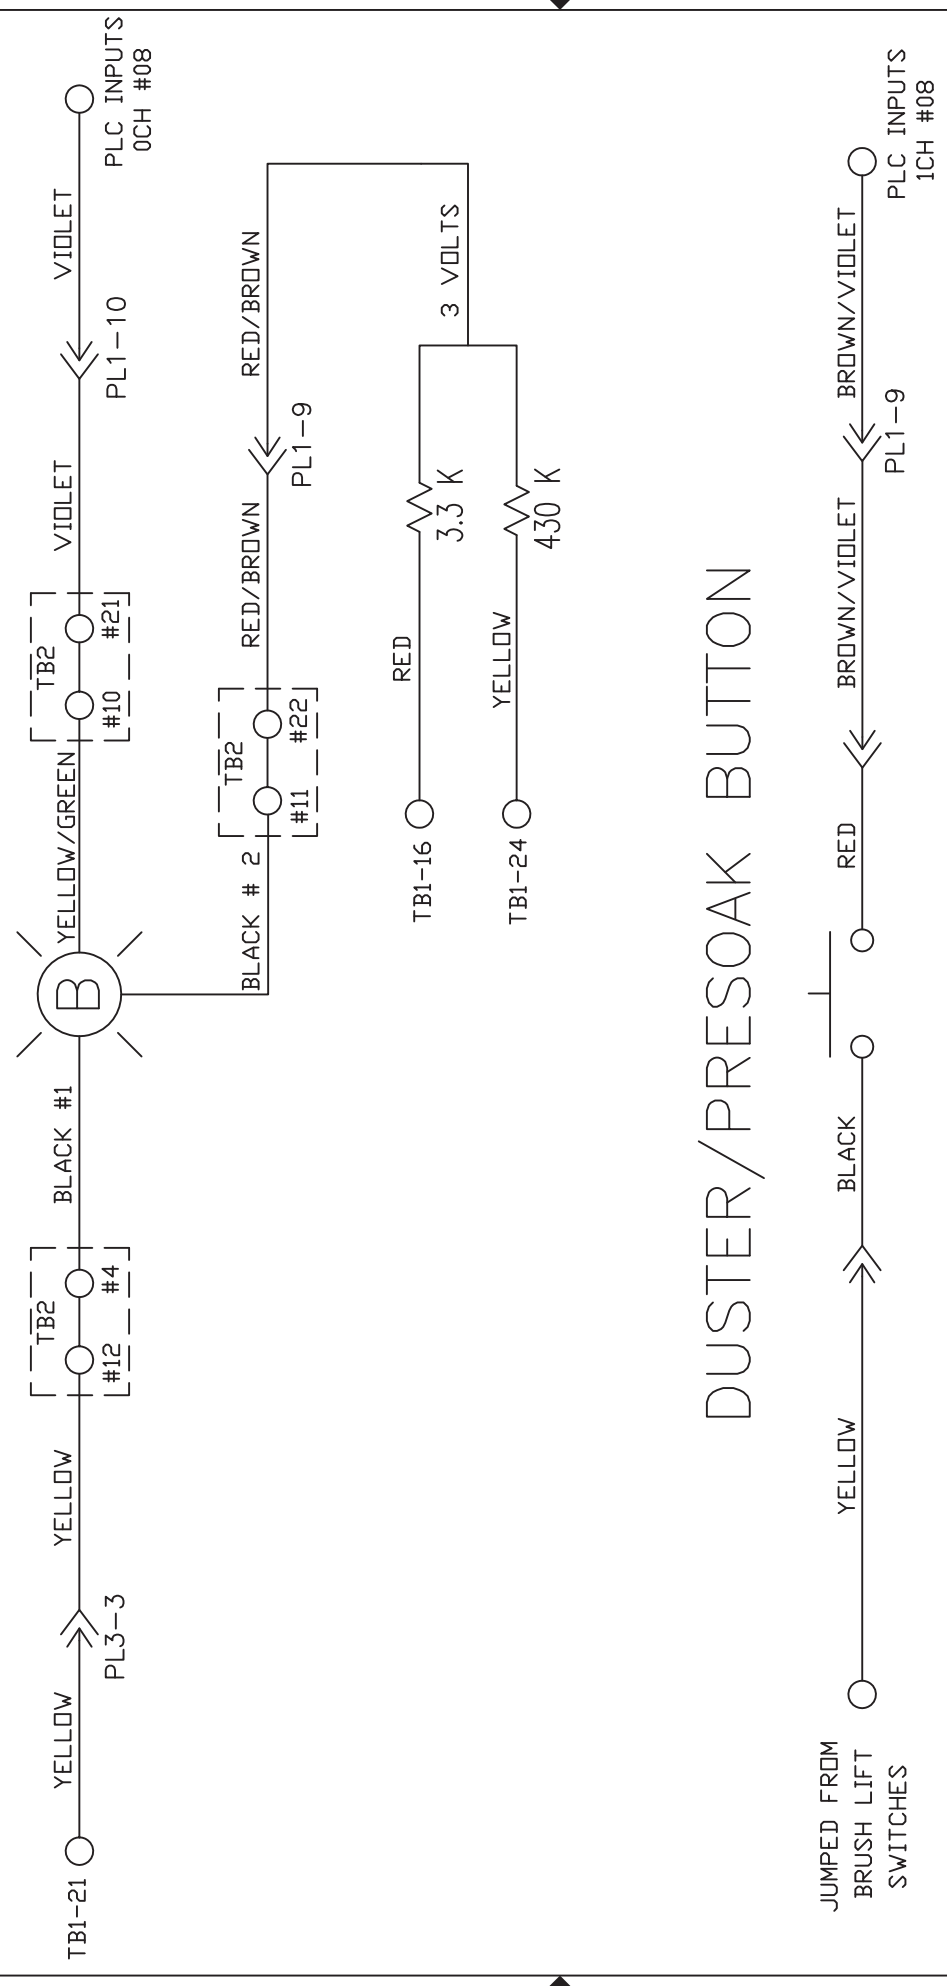 TB1-21
YELLOW
PL3-3
YELLOW
TB2
#12
#4
BLACK #1
B
YELLOW/GREEN
TB2
#10
#21
VIOLET
PL1-10
VIOLET
PLC INPUTS
0CH #08
BLACK # 2
TB2
#11
#22
RED/BROWN
PL1-9
RED/BROWN
3 VOLTS
TB1-16
RED
3.3 K
TB1-24
YELLOW
430 K
DUSTER/PRESOAK BUTTON
JUMPED FROM
BRUSH LIFT
SWITCHES
YELLOW
BLACK
RED
BROWN/VIOLET
PL1-9
BROWN/VIOLET
PLC INPUTS
1CH #08